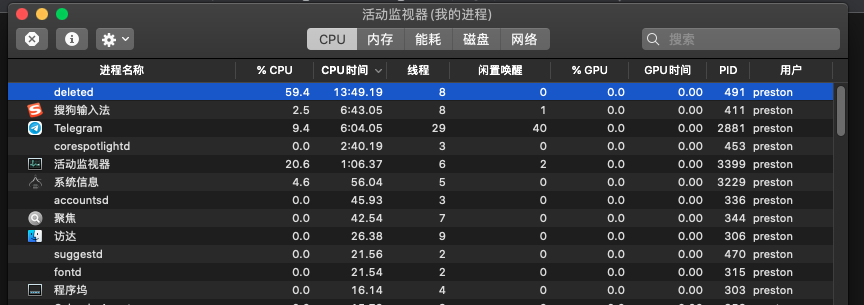 活动监视器 (我的进程)
CPU 内存 能耗 磁盘 网络 搜索
进程名称 % CPU CPU时间 线程 闲置唤醒 % GPU GPU时间 PID 用户
deleted 59.4 13:49.19 8 0 0.0 0.00 491 preston
搜狗输入法 2.5 6:43.05 8 1 0.0 0.00 411 preston
Telegram 9.4 6:04.05 29 40 0.0 0.00 2881 preston
corespotlightd 0.0 2:40.19 3 0 0.0 0.00 453 preston
活动监视器 20.6 1:06.37 6 2 0.0 0.00 3399 preston
系统信息 4.6 56.04 5 0 0.0 0.00 3229 preston
accountsd 0.0 45.93 3 0 0.0 0.00 336 preston
聚焦 0.0 42.54 7 0 0.0 0.00 344 preston
访达 0.0 26.38 9 0 0.0 0.00 306 preston
suggestd 0.0 21.56 2 0 0.0 0.00 470 preston
fontd 0.0 21.54 2 0 0.0 0.00 315 preston
程序坞 0.0 16.14 4 0 0.0 0.00 303 preston